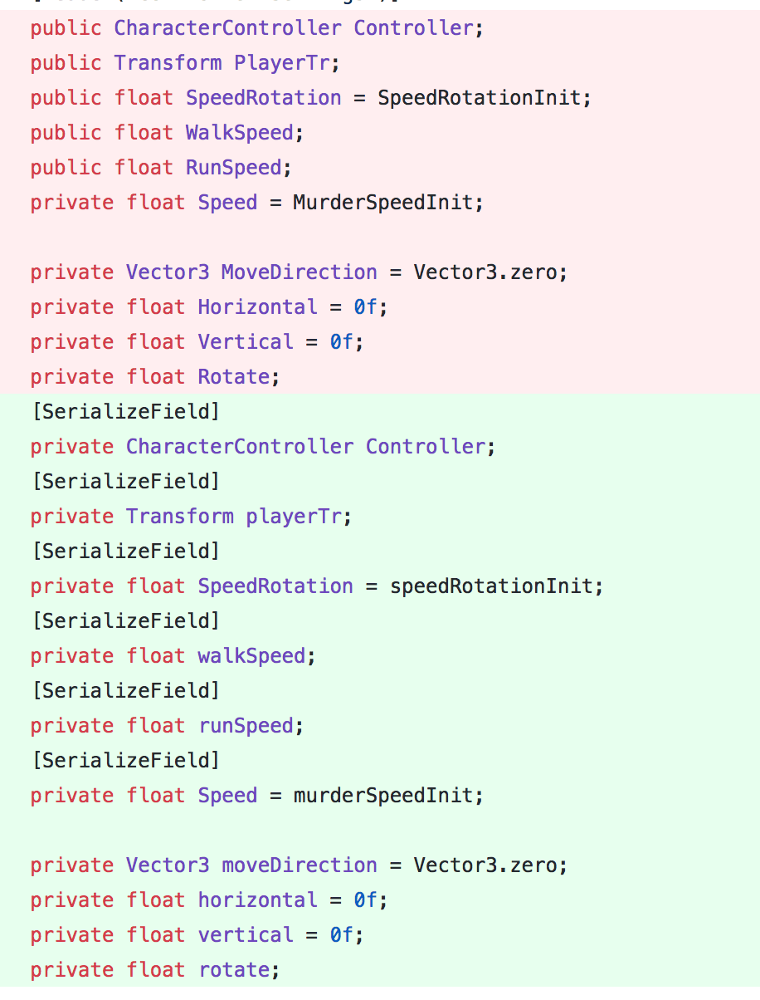 public CharacterController Controller;
public Transform PlayerTr;
public float SpeedRotation = SpeedRotationInit;
public float WalkSpeed;
public float RunSpeed;
private float Speed = MurderSpeedInit;
private Vector3 MoveDirection = Vector3.zero;
private float Horizontal = 0f;
private float Vertical = 0f;
private float Rotate;
[SerializeField]
private CharacterController Controller;
[SerializeField]
private Transform playerTr;
[SerializeField]
private float SpeedRotation = speedRotationInit;
[SerializeField]
private float walkSpeed;
[SerializeField]
private float runSpeed;
[SerializeField]
private float Speed = murderSpeedInit;
private Vector3 moveDirection = Vector3.zero;
private float horizontal = 0f;
private float vertical = 0f;
private float rotate;